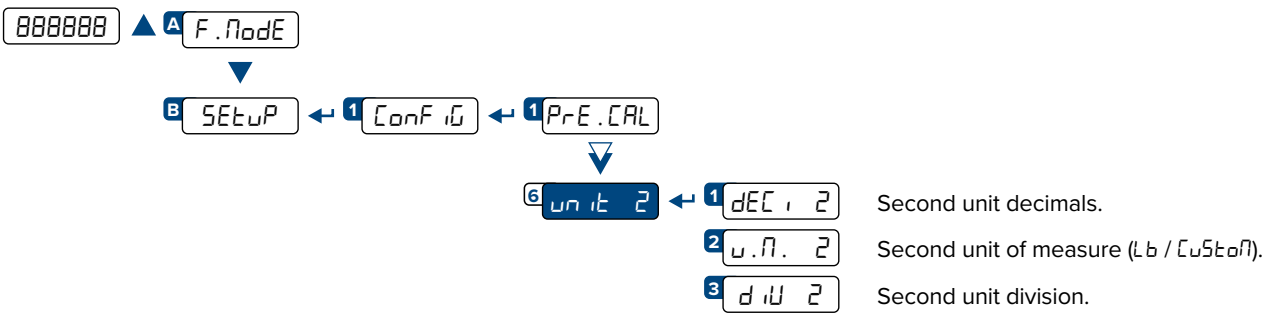 888888 A F.ModE
B SEtuP 1 ConFiG 1 PrE.CAL
6 unit 2 1 dECi 2 Second unit decimals.
2 u.M. 2 Second unit of measure (Lb / CuStoM).
3 diV 2 Second unit division.